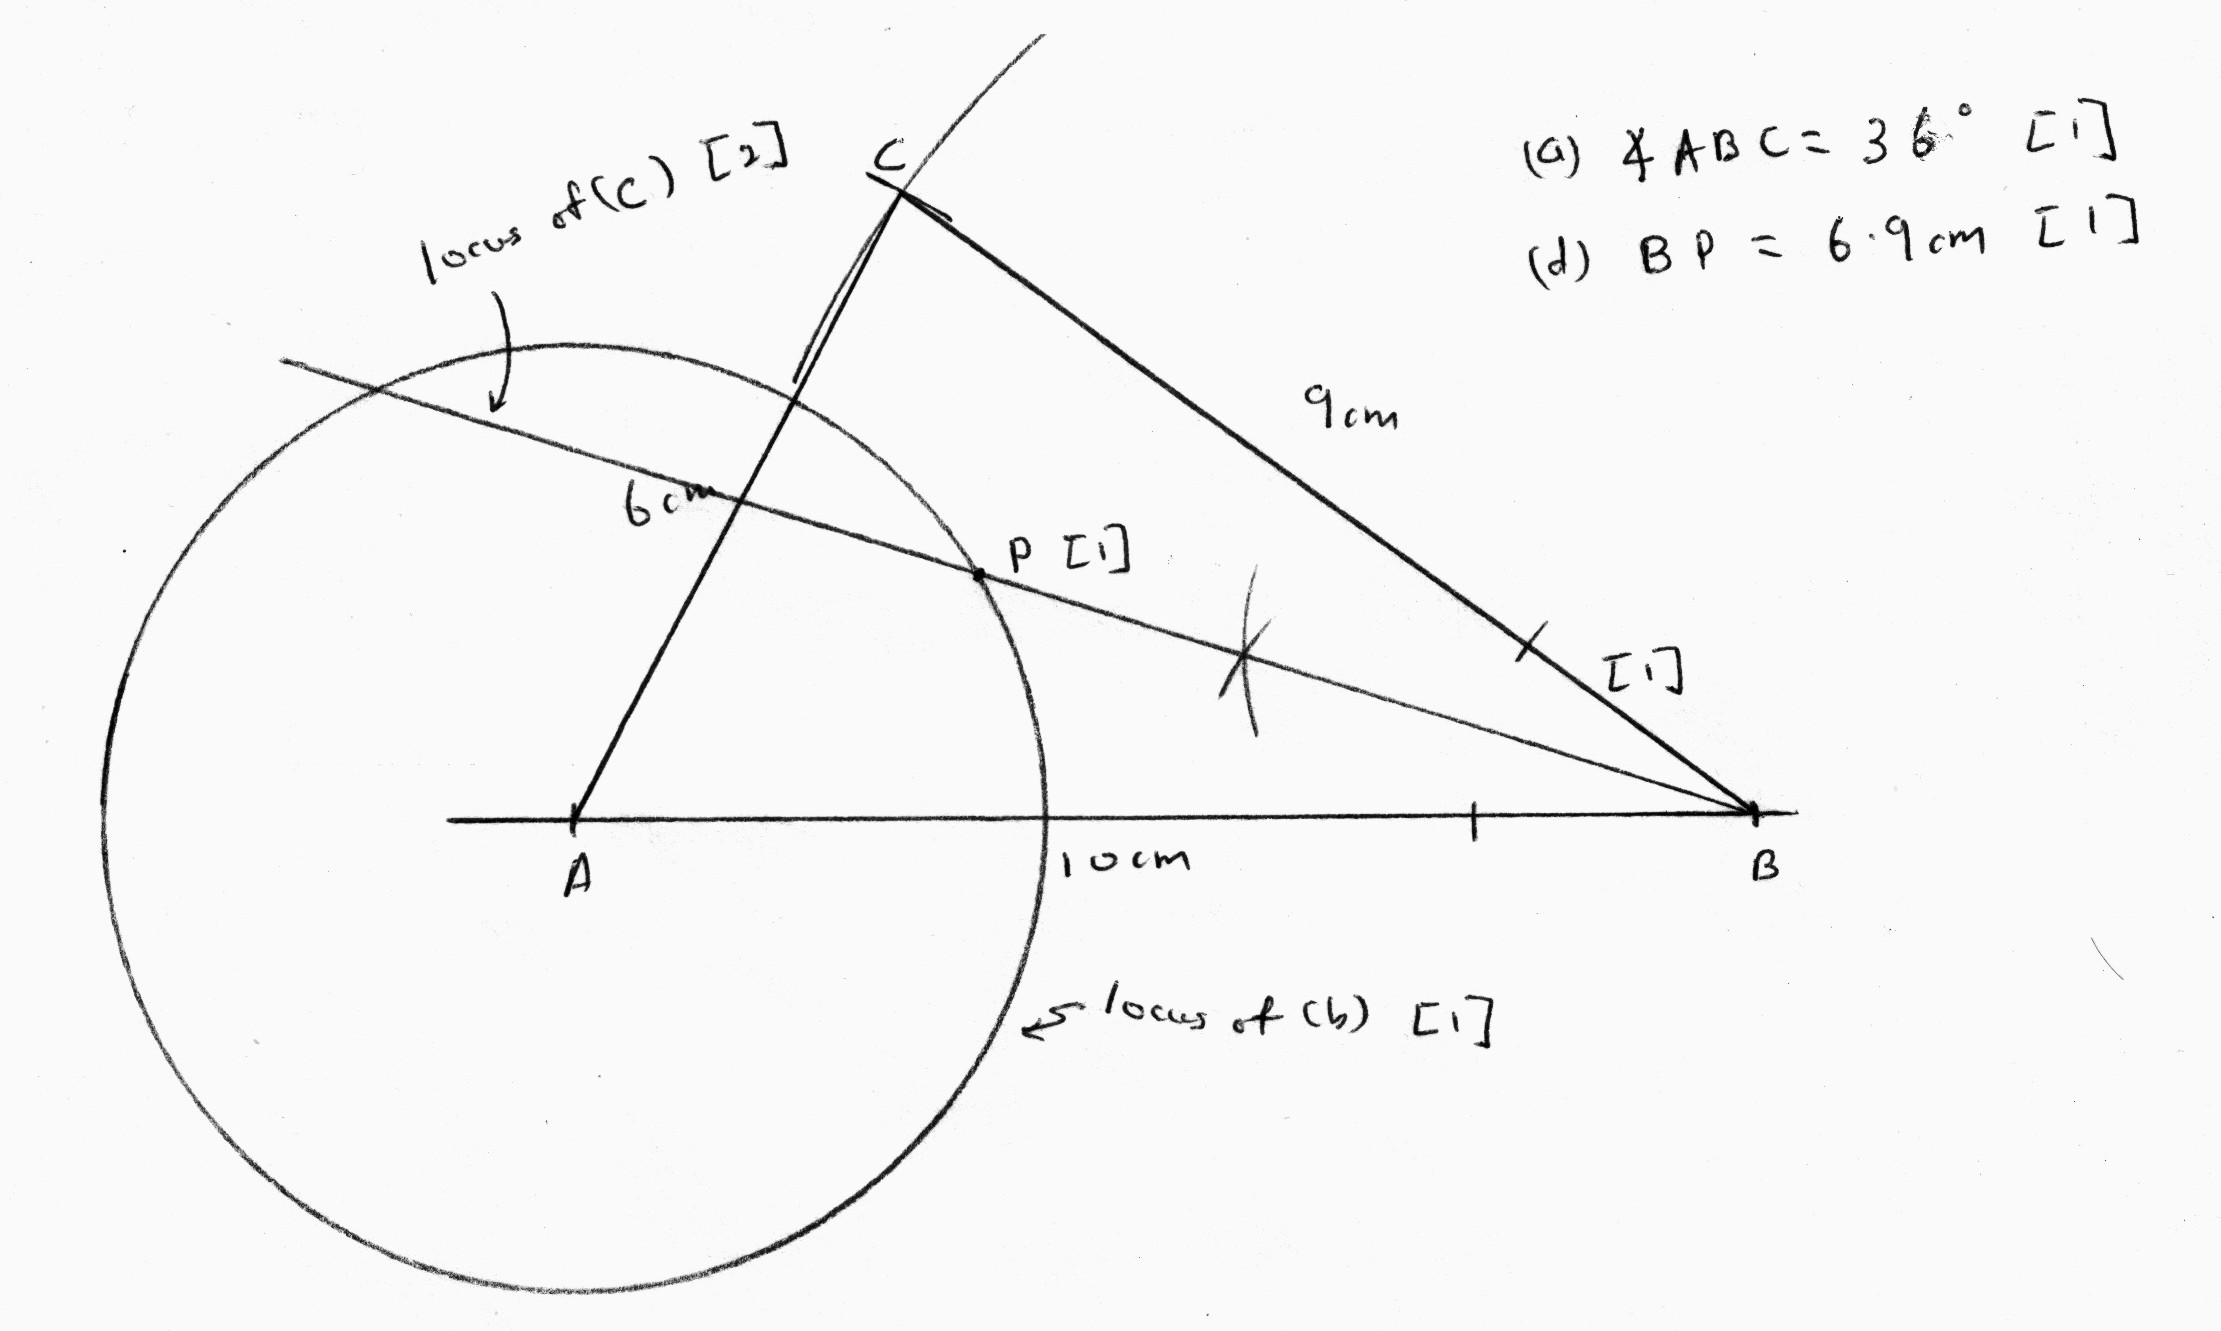 (a) ∡ABC = 36° [1]
(d) BP = 6.9cm [1]
locus of (c) [2]
C
9cm
6cm
P [1]
[1]
A
10cm
B
locus of (b) [1]